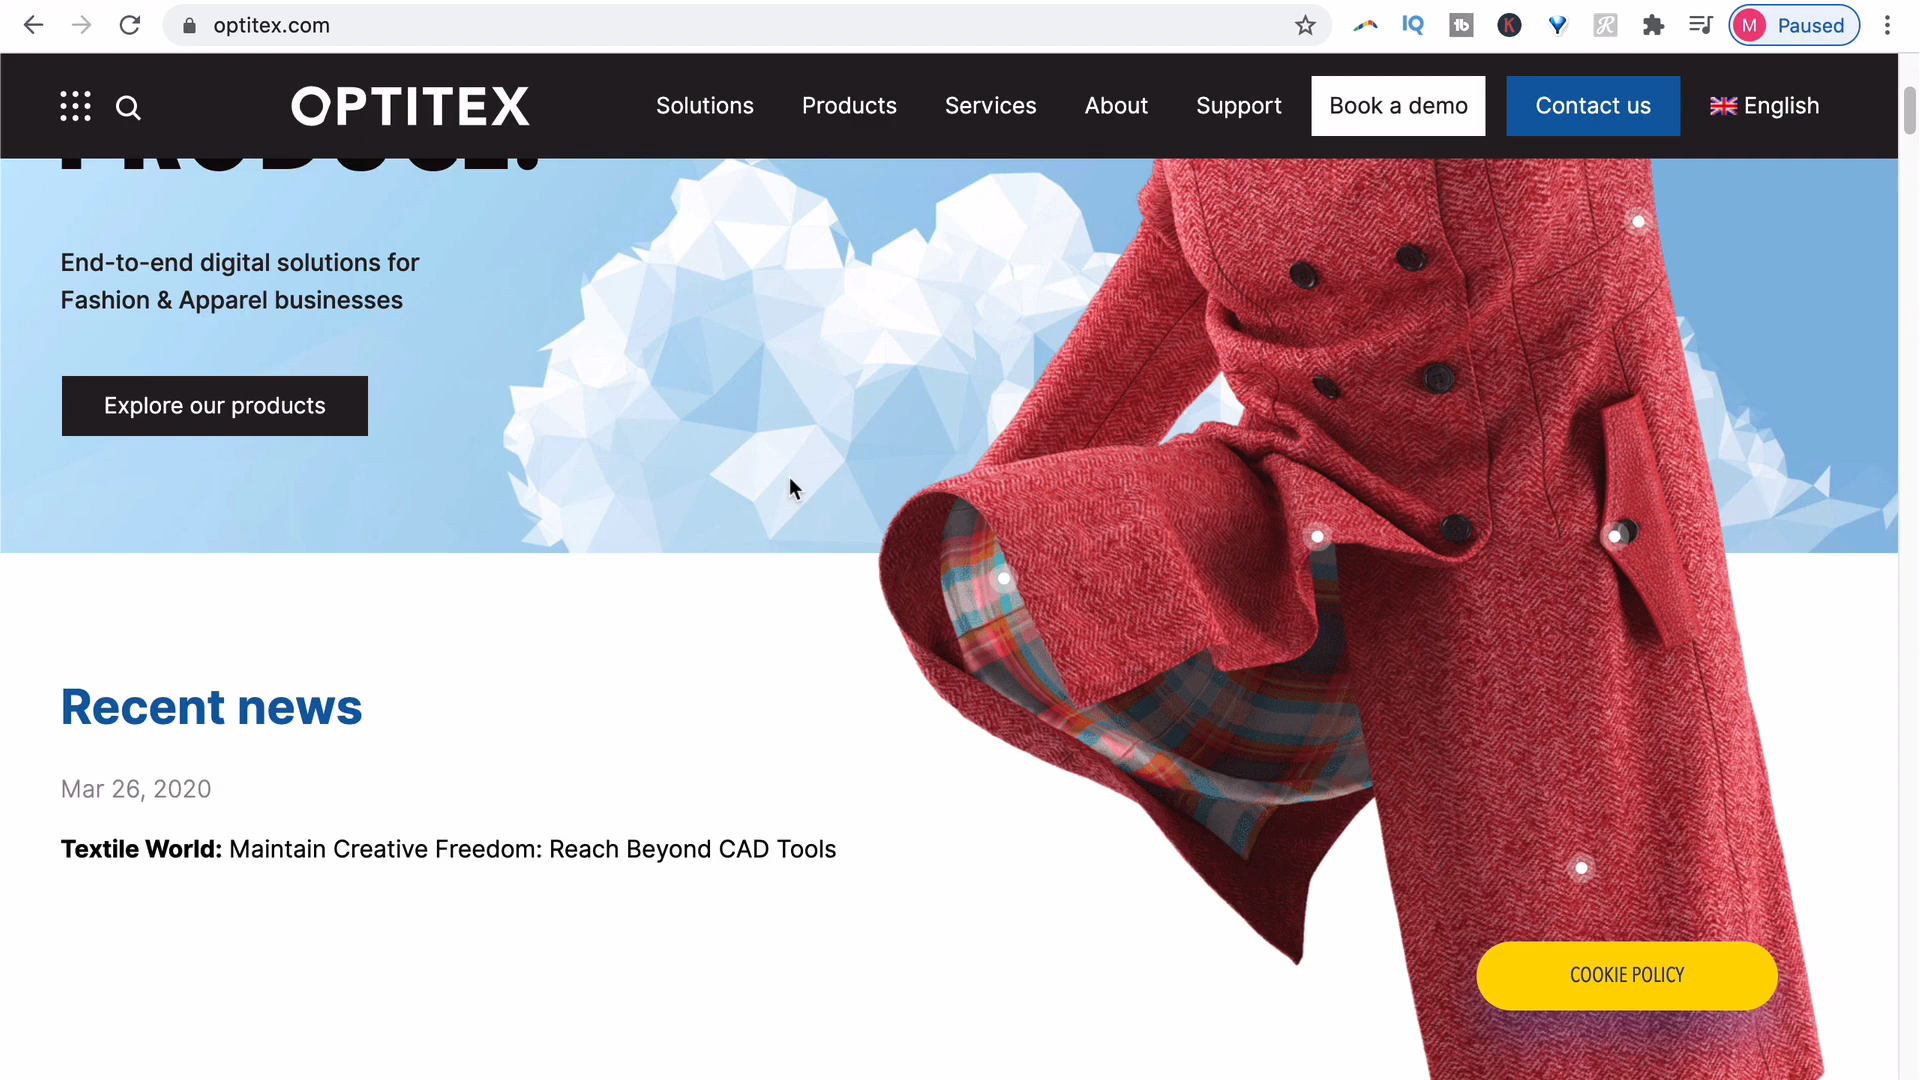 optitex.com
IQ
tb
K
R
M
Paused
OPTITEX
Solutions
Products
Services
About
Support
Book a demo
Contact us
English
End-to-end digital solutions for
Fashion & Apparel businesses
Explore our products
Recent news
Mar 26, 2020
Textile World: Maintain Creative Freedom: Reach Beyond CAD Tools
COOKIE POLICY